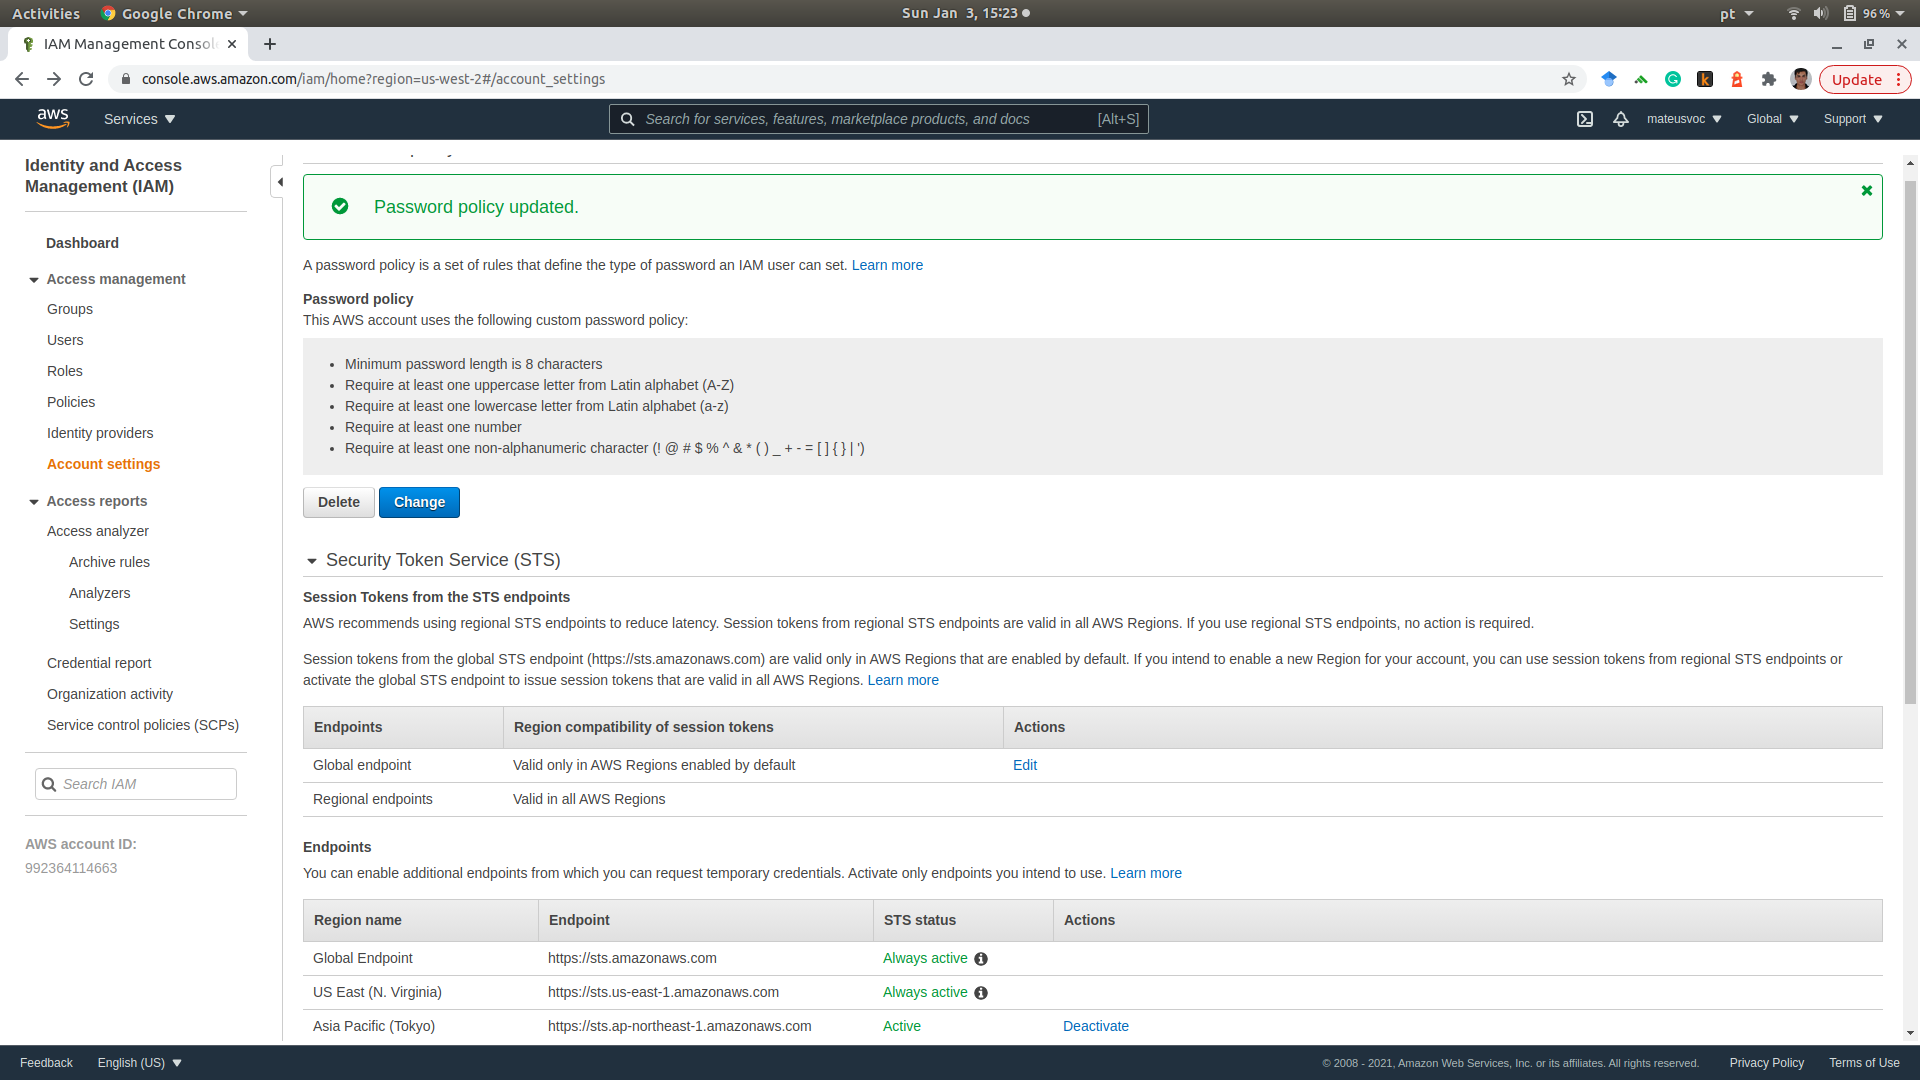 Activities Google Chrome Sun Jan 3, 15:23 pt 96%
IAM Management Consol
console.aws.amazon.com/iam/home?region=us-west-2#/account_settings Update
aws Services Search for services, features, marketplace products, and docs [Alt+S] mateusvoc Global Support
Identity and Access
Management (IAM)
Dashboard
Access management
Groups
Users
Roles
Policies
Identity providers
Account settings
Access reports
Access analyzer
Archive rules
Analyzers
Settings
Credential report
Organization activity
Service control policies (SCPs)
Search IAM
AWS account ID:
992364114663
Password policy updated.
A password policy is a set of rules that define the type of password an IAM user can set. Learn more
Password policy
This AWS account uses the following custom password policy:
• Minimum password length is 8 characters
• Require at least one uppercase letter from Latin alphabet (A-Z)
• Require at least one lowercase letter from Latin alphabet (a-z)
• Require at least one number
• Require at least one non-alphanumeric character (! @ # $ % ^ & * ( ) _ + - = [ ] { } | ')
Delete Change
Security Token Service (STS)
Session Tokens from the STS endpoints
AWS recommends using regional STS endpoints to reduce latency. Session tokens from regional STS endpoints are valid in all AWS Regions. If you use regional STS endpoints, no action is required.
Session tokens from the global STS endpoint (https://sts.amazonaws.com) are valid only in AWS Regions that are enabled by default. If you intend to enable a new Region for your account, you can use session tokens from regional STS endpoints or
activate the global STS endpoint to issue session tokens that are valid in all AWS Regions. Learn more
Endpoints Region compatibility of session tokens Actions
Global endpoint Valid only in AWS Regions enabled by default Edit
Regional endpoints Valid in all AWS Regions
Endpoints
You can enable additional endpoints from which you can request temporary credentials. Activate only endpoints you intend to use. Learn more
Region name Endpoint STS status Actions
Global Endpoint https://sts.amazonaws.com Always active
US East (N. Virginia) https://sts.us-east-1.amazonaws.com Always active
Asia Pacific (Tokyo) https://sts.ap-northeast-1.amazonaws.com Active Deactivate
Feedback English (US) © 2008 - 2021, Amazon Web Services, Inc. or its affiliates. All rights reserved. Privacy Policy Terms of Use